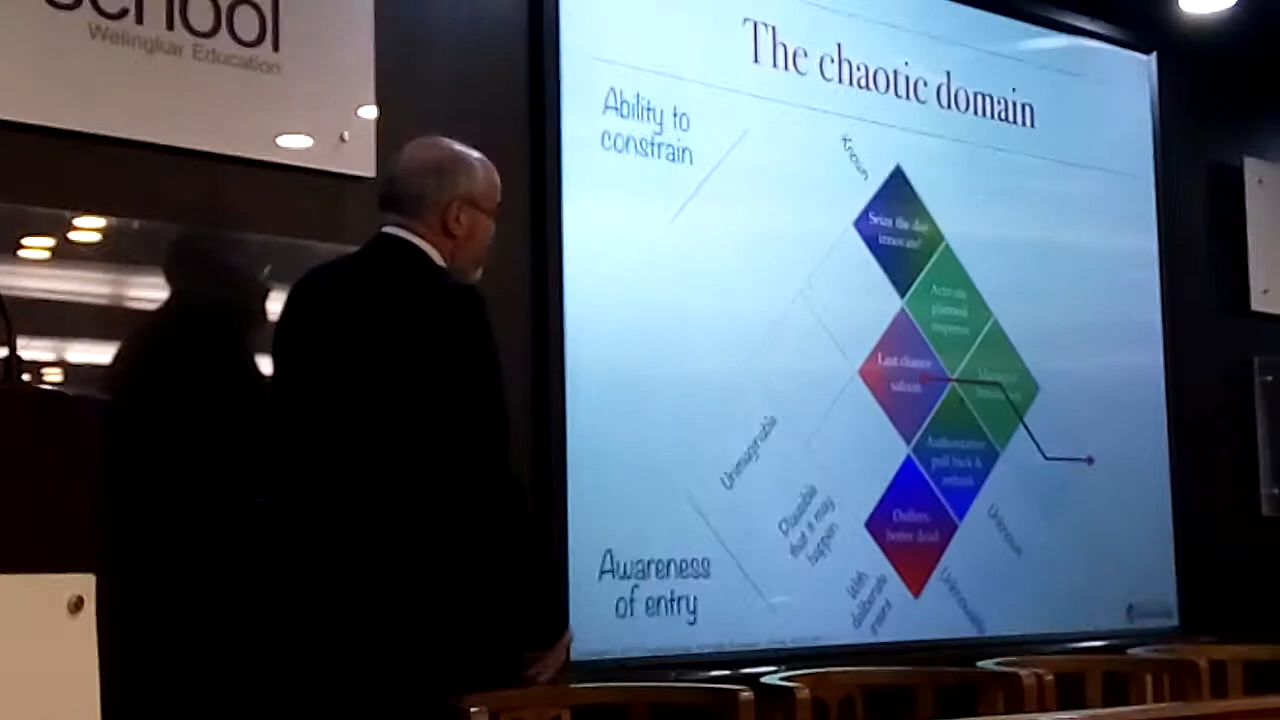 school
Welingkar Education
The chaotic domain
Ability to
constrain
Known
Seize the day
innovate!
Activate
planned
response
Last chance
saloon
Authoritative
pull back &
rethink
Duffers,
better dead
Unimaginable
Plausible
that it may
happen
With
deliberate
intent
Unknown
Unknowable
Awareness
of entry